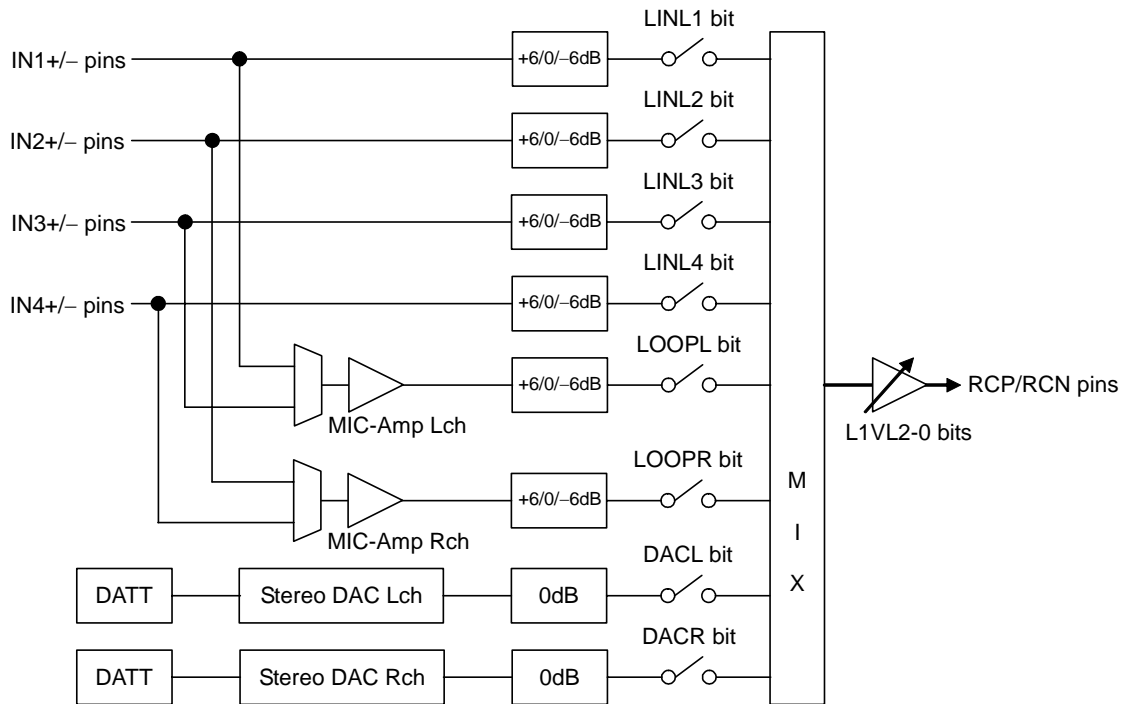 LINL1 bit
IN1+/− pins
+6/0/−6dB
LINL2 bit
IN2+/− pins
+6/0/−6dB
LINL3 bit
IN3+/− pins
+6/0/−6dB
LINL4 bit
IN4+/− pins
+6/0/−6dB
LOOPL bit
+6/0/−6dB
MIC-Amp Lch
RCP/RCN pins
L1VL2-0 bits
LOOPR bit
+6/0/−6dB
MIC-Amp Rch
M
I
X
DACL bit
DATT
Stereo DAC Lch
0dB
DACR bit
DATT
Stereo DAC Rch
0dB